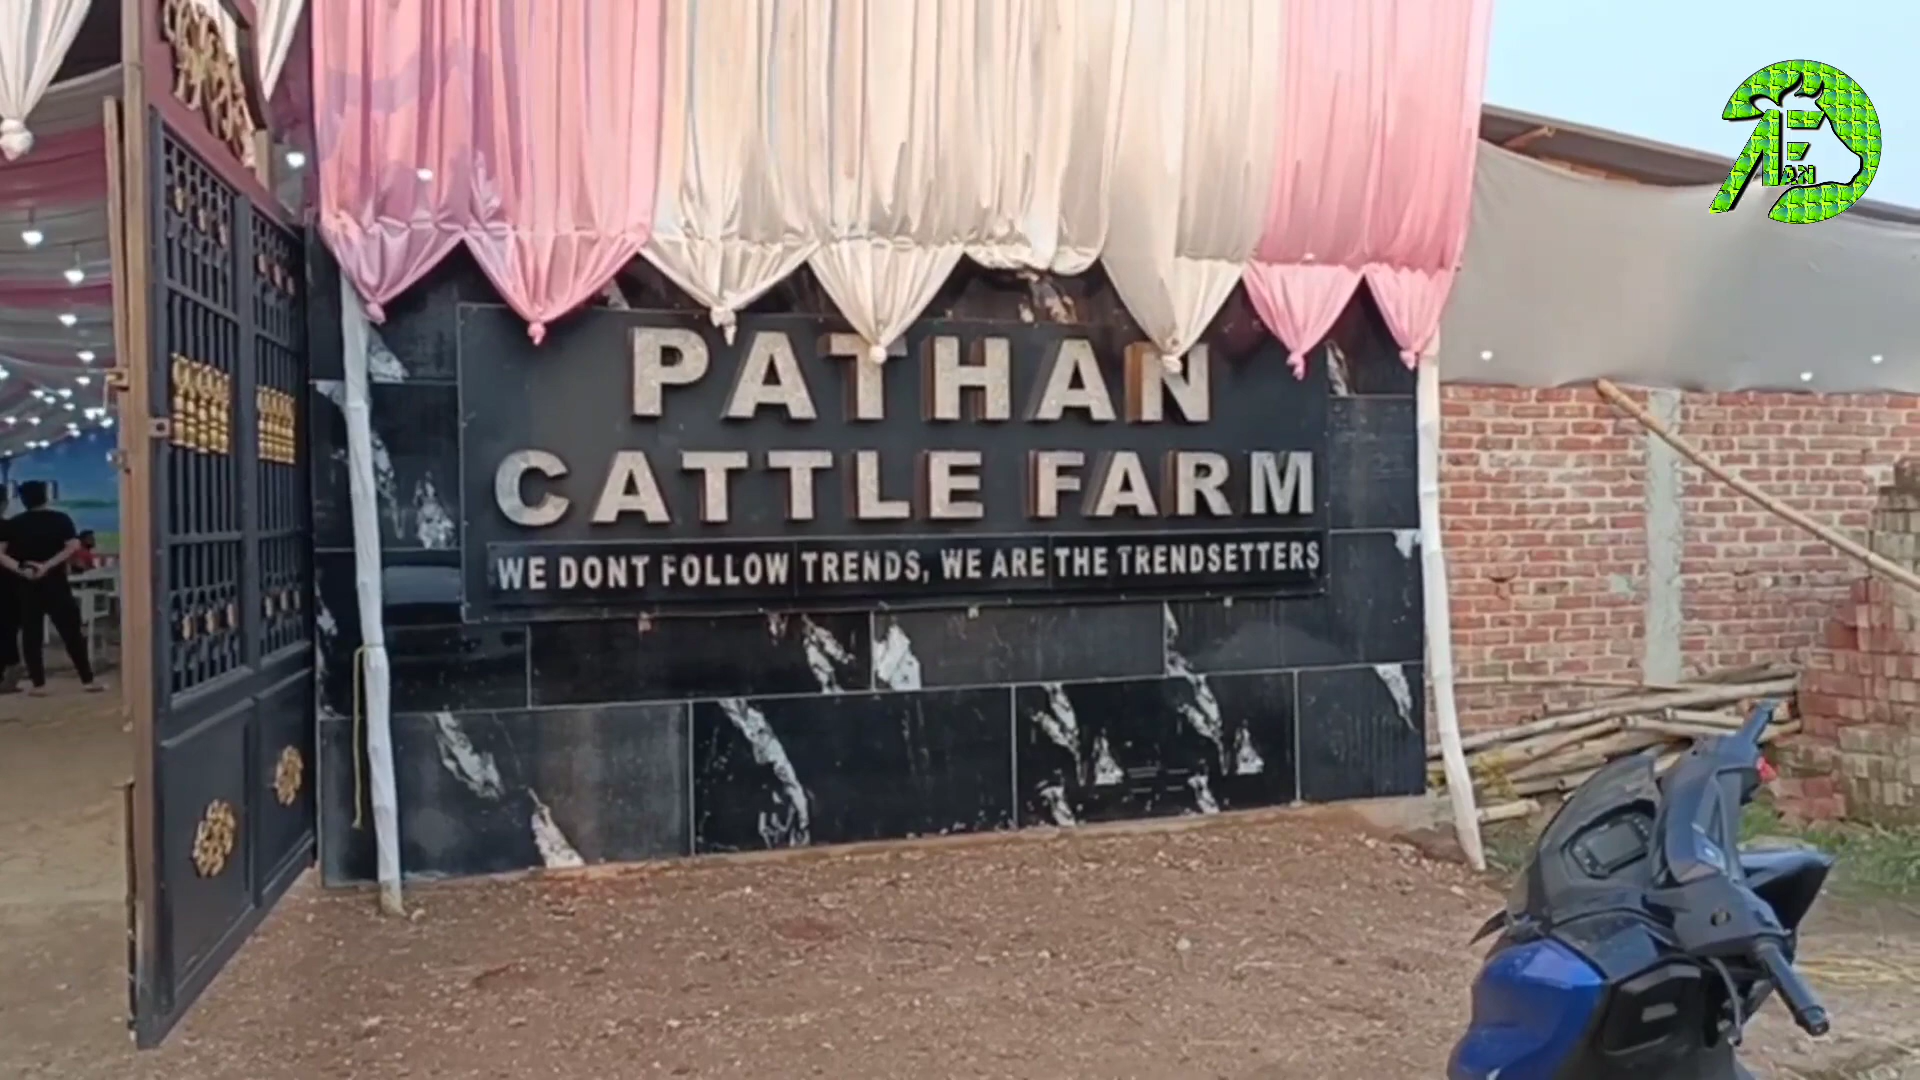 PATHAN
CATTLE FARM
WE DONT FOLLOW TRENDS, WE ARE THE TRENDSETTERS